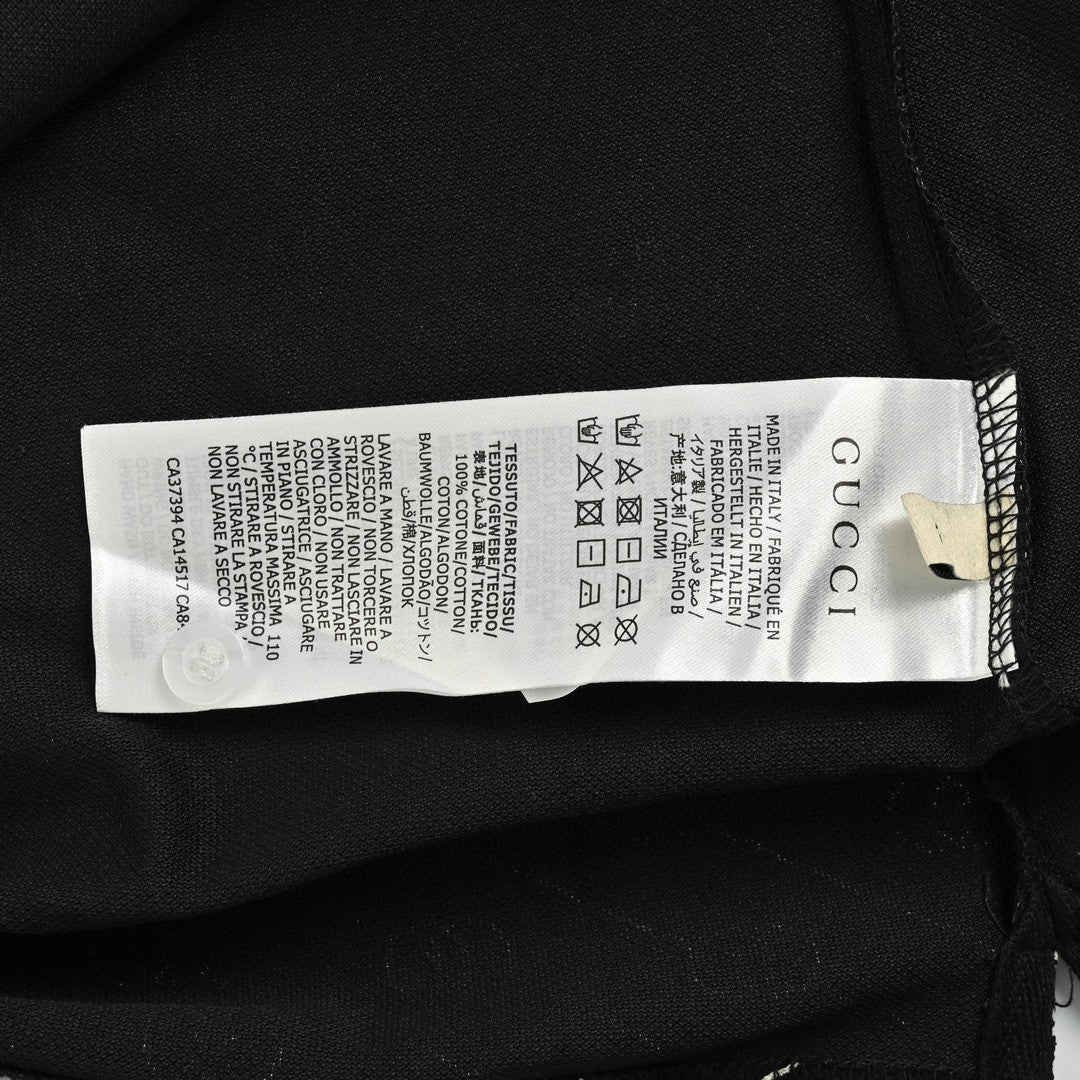 GUCCI
MADE IN ITALY / FABRIQUÉ EN
ITALIE / HECHO EN ITALIA /
HERGESTELLT IN ITALIEN /
FABRICADO EM ITÁLIA /
イタリア製 / صنع في إيطاليا /
产地:意大利 / СДЕЛАНО В
ИТАЛИИ
TESSUTO/FABRIC/TISSU/
TEJIDO/GEWEBE/TECIDO/
表地/قماش/面料/ТКАНЬ:
100% COTONE/COTTON/
COTON/ALGODON/
BAUMWOLLE/ALGODÃO/コットン/
قطن/棉/ХЛОПОК
LAVARE A MANO / LAVARE A
ROVESCIO / NON TORCERE O
STRIZZARE / NON LASCIARE IN
AMMOLLO / NON TRATTARE
CON CLORO / NON USARE
ASCIUGATRICE / ASCIUGARE
IN PIANO / STIRARE A
TEMPERATURA MASSIMA 110
°C / STIRARE A ROVESCIO /
NON STIRARE LA STAMPA /
NON LAVARE A SECCO
CA37394 CA14517 CA8